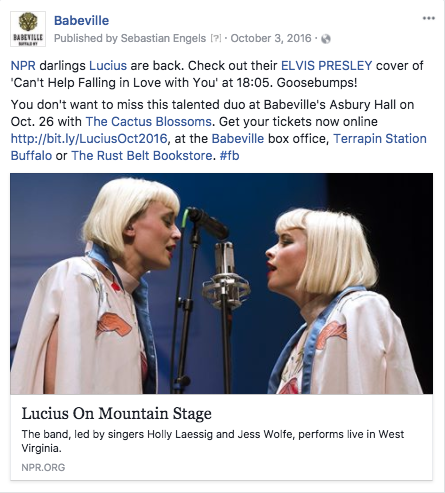 BABEVILLE
BUFFALO NY
Babeville
Published by Sebastian Engels [?] · October 3, 2016 ·
NPR darlings Lucius are back. Check out their ELVIS PRESLEY cover of
'Can't Help Falling in Love with You' at 18:05. Goosebumps!
You don't want to miss this talented duo at Babeville's Asbury Hall on
Oct. 26 with The Cactus Blossoms. Get your tickets now online
http://bit.ly/LuciusOct2016, at the Babeville box office, Terrapin Station
Buffalo or The Rust Belt Bookstore. #fb
Lucius On Mountain Stage
The band, led by singers Holly Laessig and Jess Wolfe, performs live in West
Virginia.
NPR.ORG